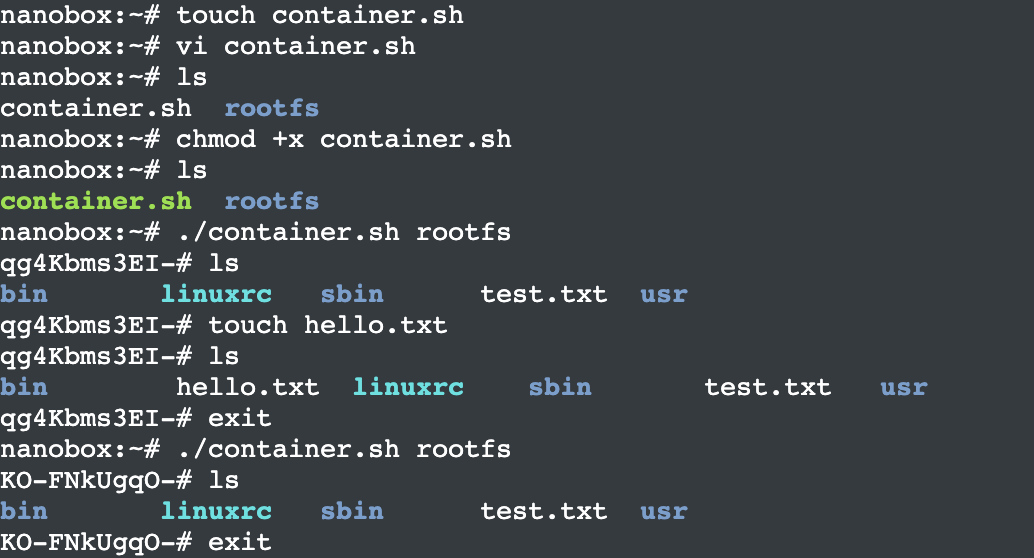 nanobox:~# touch container.sh
nanobox:~# vi container.sh
nanobox:~# ls
container.sh  rootfs
nanobox:~# chmod +x container.sh
nanobox:~# ls
container.sh  rootfs
nanobox:~# ./container.sh rootfs
qg4Kbms3EI-# ls
bin       linuxrc   sbin      test.txt  usr
qg4Kbms3EI-# touch hello.txt
qg4Kbms3EI-# ls
bin        hello.txt  linuxrc    sbin       test.txt   usr
qg4Kbms3EI-# exit
nanobox:~# ./container.sh rootfs
KO-FNkUgqO-# ls
bin       linuxrc   sbin      test.txt  usr
KO-FNkUgqO-# exit